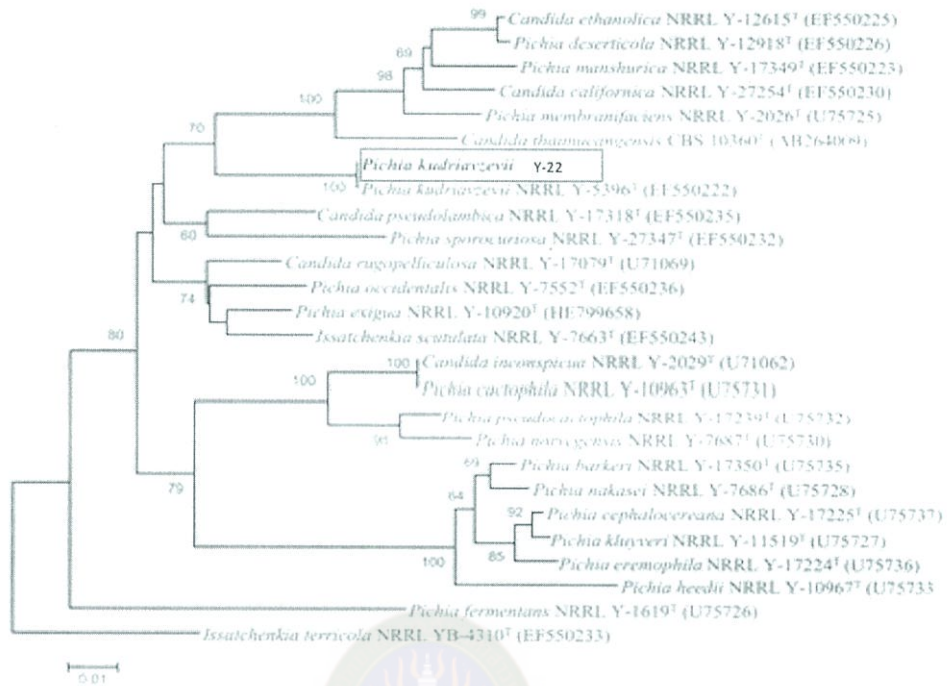 99
Candida ethanolica NRRL Y-12615ᵀ (EF550225)
Pichia deserticola NRRL Y-12918ᵀ (EF550226)
69
Pichia manshurica NRRL Y-17349ᵀ (EF550223)
98
Candida californica NRRL Y-27254ᵀ (EF550230)
100
Pichia membranifaciens NRRL Y-2026ᵀ (U75725)
70
Candida thaimueangensis CBS 10360ᵀ (AB264009)
Pichia kudriavzevii Y-22
100
Pichia kudriavzevii NRRL Y-5396ᵀ (EF550222)
Candida pseudolambica NRRL Y-17318ᵀ (EF550235)
60
Pichia sporocuriosa NRRL Y-27347ᵀ (EF550232)
Candida rugopelliculosa NRRL Y-17079ᵀ (U71069)
74
Pichia occidentalis NRRL Y-7552ᵀ (EF550236)
Pichia exigua NRRL Y-10920ᵀ (HE799658)
80
Issatchenkia scutulata NRRL Y-7663ᵀ (EF550243)
100
Candida inconspicua NRRL Y-2029ᵀ (U71062)
100
Pichia cactophila NRRL Y-10963ᵀ (U75731)
Pichia pseudocactophila NRRL Y-17239ᵀ (U75732)
91
Pichia norvegensis NRRL Y-7687ᵀ (U75730)
69
Pichia barkeri NRRL Y-17350ᵀ (U75735)
79
Pichia nakasei NRRL Y-7686ᵀ (U75728)
64
92
Pichia cephalocereana NRRL Y-17225ᵀ (U75737)
Pichia kluyveri NRRL Y-11519ᵀ (U75727)
85
100
Pichia eremophila NRRL Y-17224ᵀ (U75736)
Pichia heedii NRRL Y-10967ᵀ (U75733
Pichia fermentans NRRL Y-1619ᵀ (U75726)
Issatchenkia terricola NRRL YB-4310ᵀ (EF550233)
0.01